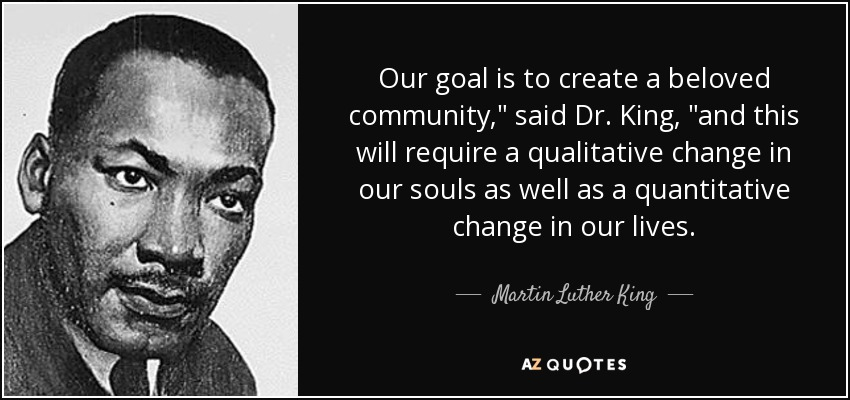 Our goal is to create a beloved
community," said Dr. King, "and this
will require a qualitative change in
our souls as well as a quantitative
change in our lives.
Martin Luther King
AZ QUOTES